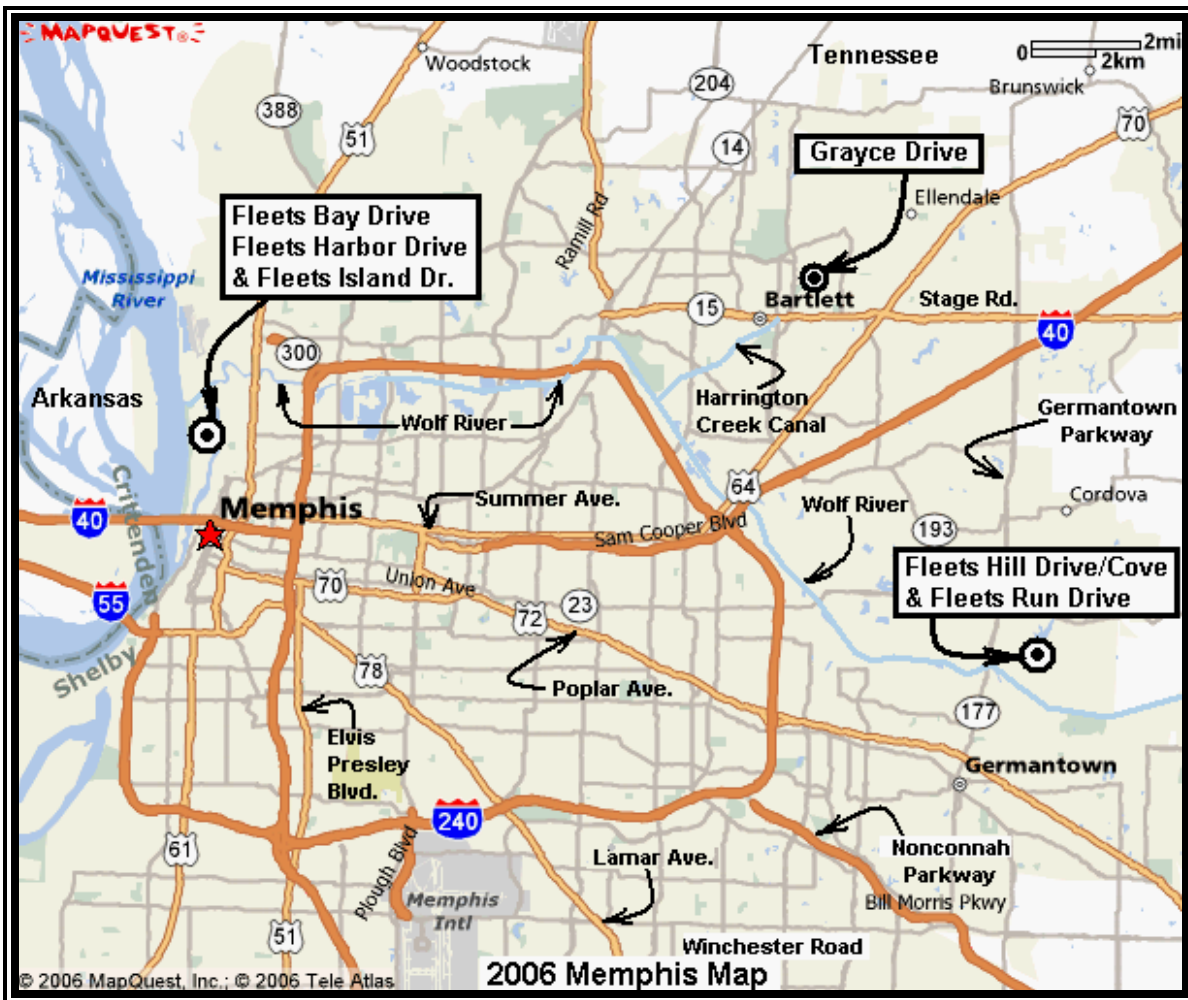 MAPQUEST®
Tennessee
0 2mi
2km
Woodstock
Brunswick
204
388
51
70
14
Grayce Drive
Ellendale
Fleets Bay Drive
Fleets Harbor Drive
& Fleets Island Dr.
Ramill Rd
Mississippi
River
Bartlett
Stage Rd.
15
40
300
Arkansas
Wolf River
Harrington
Creek Canal
Germantown
Parkway
Crittenden
64
Summer Ave.
Wolf River
Cordova
Memphis
40
Sam Cooper Blvd
193
Fleets Hill Drive/Cove
& Fleets Run Drive
55
70
Union Ave
72
23
Shelby
78
Poplar Ave.
177
Elvis
Presley
Blvd.
Germantown
240
61
Plough Blvd
Lamar Ave.
Nonconnah
Parkway
Bill Morris Pkwy
Memphis
Intl
51
Winchester Road
© 2006 MapQuest, Inc.; © 2006 Tele Atlas
2006 Memphis Map